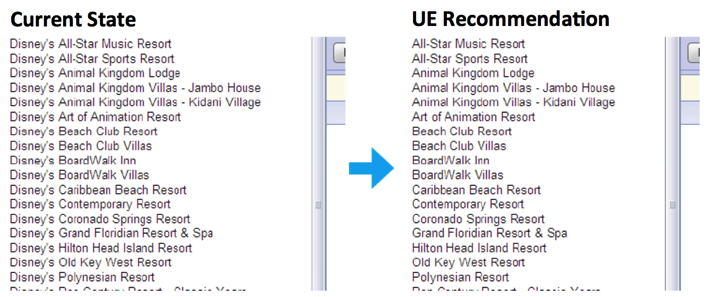 Current State
Disney's All-Star Music Resort
Disney's All-Star Sports Resort
Disney's Animal Kingdom Lodge
Disney's Animal Kingdom Villas - Jambo House
Disney's Animal Kingdom Villas - Kidani Village
Disney's Art of Animation Resort
Disney's Beach Club Resort
Disney's Beach Club Villas
Disney's BoardWalk Inn
Disney's BoardWalk Villas
Disney's Caribbean Beach Resort
Disney's Contemporary Resort
Disney's Coronado Springs Resort
Disney's Grand Floridian Resort & Spa
Disney's Hilton Head Island Resort
Disney's Old Key West Resort
Disney's Polynesian Resort
Disney's Pop Century Resort - Classic Years
UE Recommendation
All-Star Music Resort
All-Star Sports Resort
Animal Kingdom Lodge
Animal Kingdom Villas - Jambo House
Animal Kingdom Villas - Kidani Village
Art of Animation Resort
Beach Club Resort
Beach Club Villas
BoardWalk Inn
BoardWalk Villas
Caribbean Beach Resort
Contemporary Resort
Coronado Springs Resort
Grand Floridian Resort & Spa
Hilton Head Island Resort
Old Key West Resort
Polynesian Resort
Pop Century Resort - Classic Years